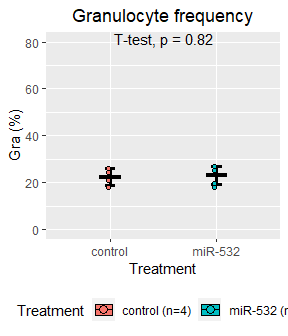 Granulocyte frequency
T-test, p = 0.82
80
60
40
20
0
Gra (%)
control miR-532
Treatment
Treatment control (n=4) miR-532 (n